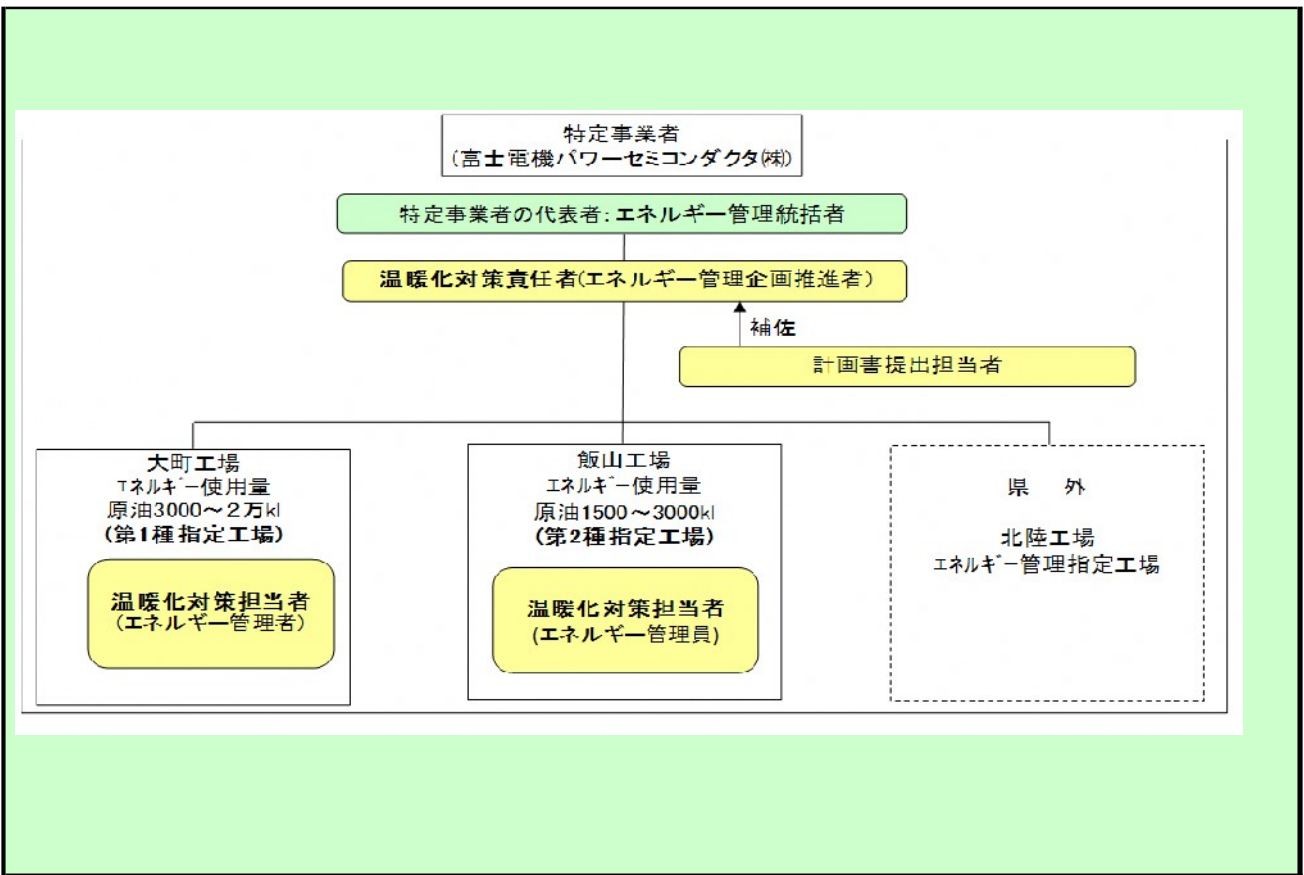 特定事業者
(富士電機パワーセミコンダクタ㈱)
特定事業者の代表者：エネルギー管理統括者
温暖化対策責任者(エネルギー管理企画推進者)
補佐
計画書提出担当者
大町工場
エネルギー使用量
原油3000～2万kl
(第1種指定工場)
温暖化対策担当者
(エネルギー管理者)
飯山工場
エネルギー使用量
原油1500～3000kl
(第2種指定工場)
温暖化対策担当者
(エネルギー管理員)
県　外
北陸工場
エネルギー管理指定工場